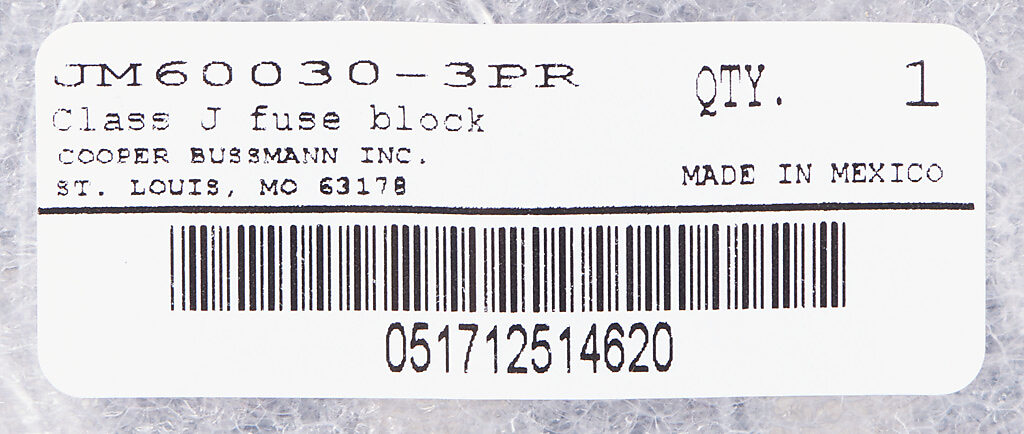 JM60030-3PR
QTY. 1
Class J fuse block
COOPER BUSSMANN INC.
ST. LOUIS, MO 63178
MADE IN MEXICO
051712514620